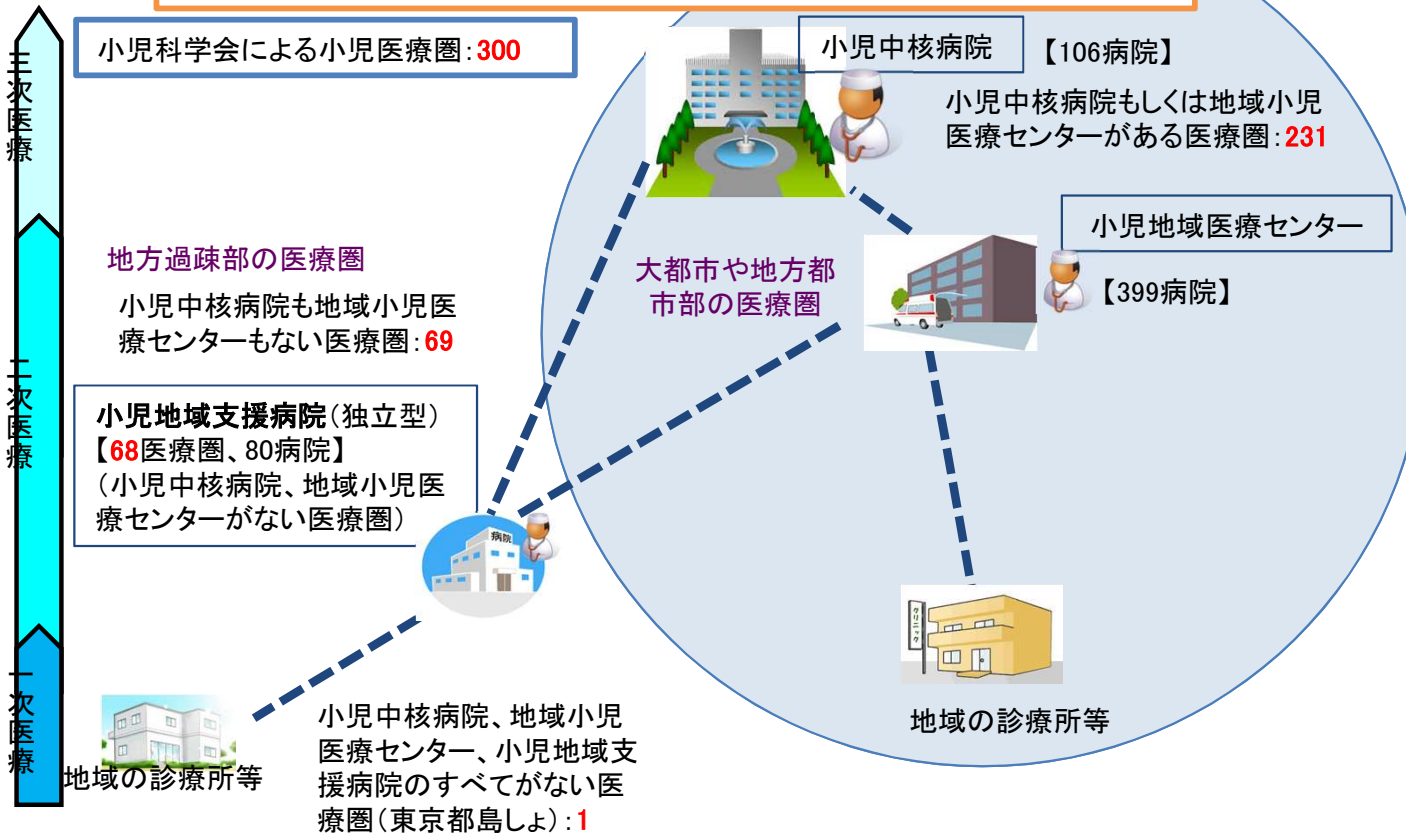 三次医療
二次医療
一次医療
小児科学会による小児医療圏:300
小児中核病院
【106病院】
小児中核病院もしくは地域小児
医療センターがある医療圏:231
小児地域医療センター
【399病院】
地方過疎部の医療圏
小児中核病院も地域小児医
療センターもない医療圏:69
大都市や地方都
市部の医療圏
小児地域支援病院(独立型)
【68医療圏、80病院】
(小児中核病院、地域小児医
療センターがない医療圏)
病院
クリニック
地域の診療所等
地域の診療所等
小児中核病院、地域小児
医療センター、小児地域支
援病院のすべてがない医
療圏(東京都島しょ):1